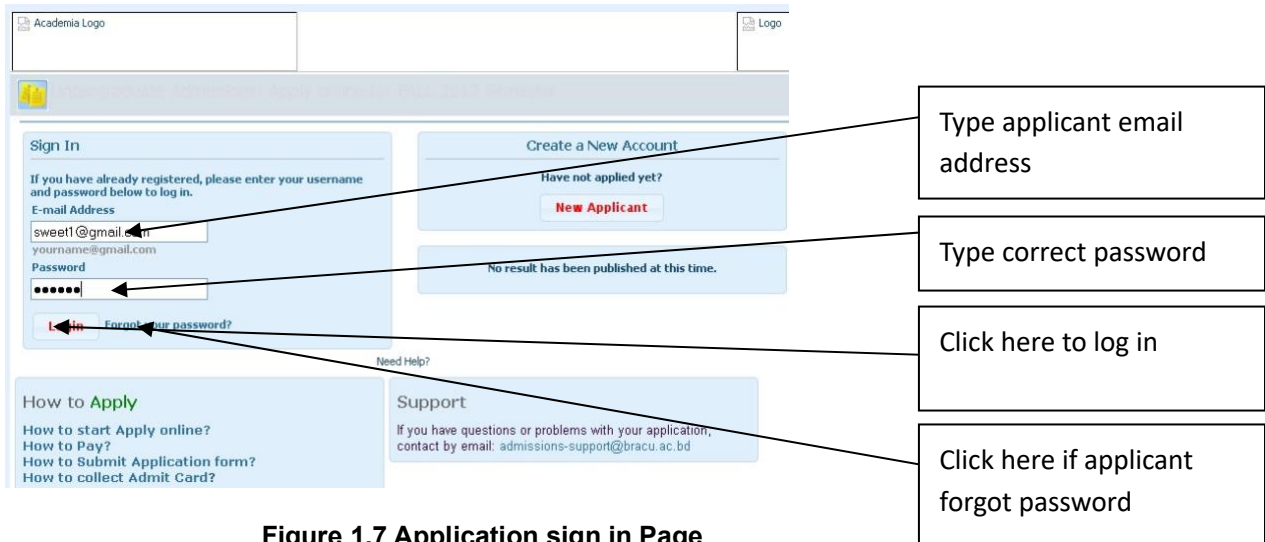 Academia Logo
Logo
Sign In
If you have already registered, please enter your username
and password below to log in.
E-mail Address
sweet1@gmail.com
yourname@gmail.com
Password
Login
Forgot your password?
Create a New Account
Have not applied yet?
New Applicant
No result has been published at this time.
Need Help?
How to Apply
How to start Apply online?
How to Pay?
How to Submit Application form?
How to collect Admit Card?
Support
If you have questions or problems with your application,
contact by email: admissions-support@bracu.ac.bd
Type applicant email
address
Type correct password
Click here to log in
Click here if applicant
forgot password
Figure 1.7 Application sign in Page